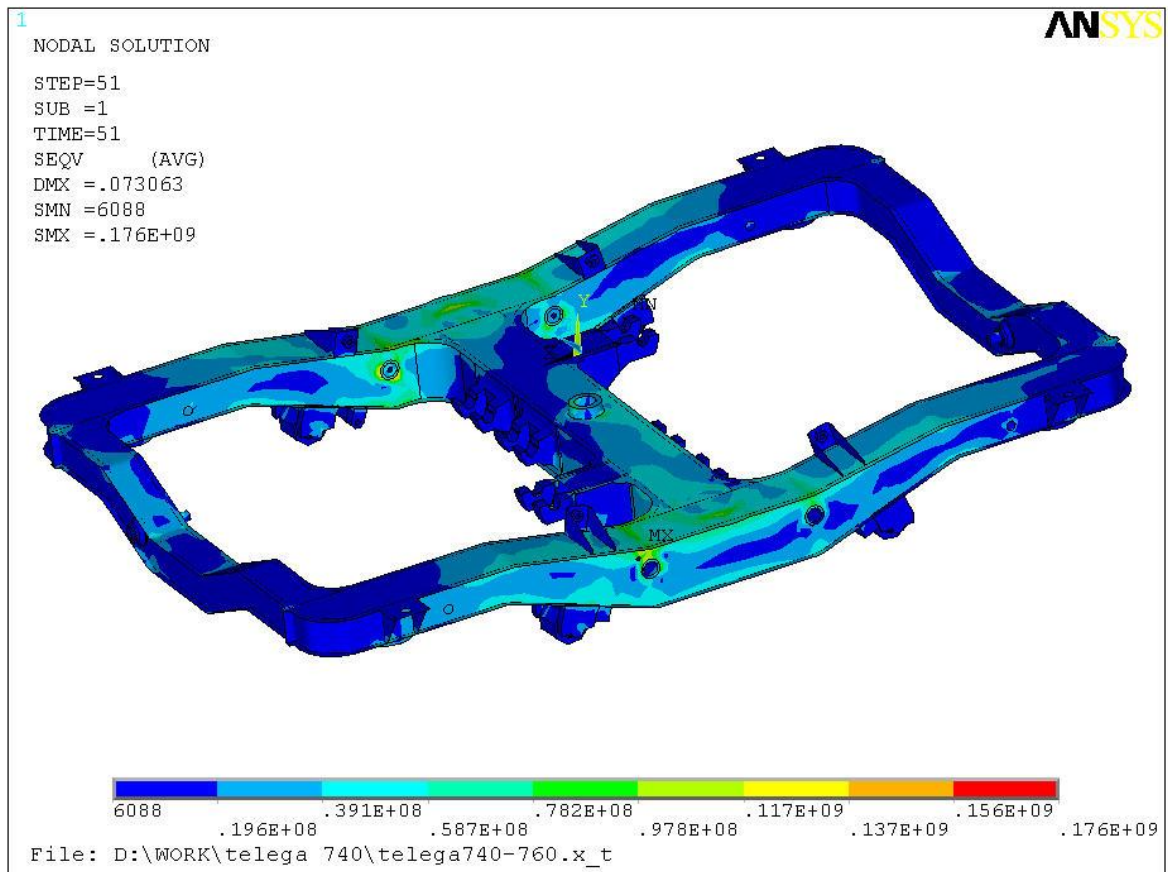 1
ANSYS
NODAL SOLUTION
STEP=51
SUB =1
TIME=51
SEQV (AVG)
DMX =.073063
SMN =6088
SMX =.176E+09
Y
MX
6088 .391E+08 .782E+08 .117E+09 .156E+09
.196E+08 .587E+08 .978E+08 .137E+09 .176E+09
File: D:\WORK\telega 740\telega740-760.x_t